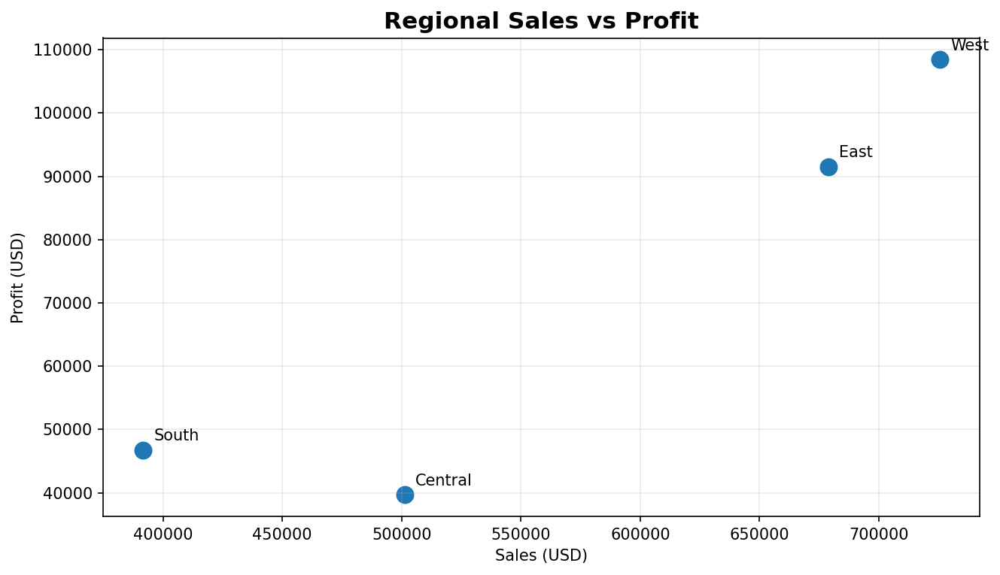 Regional Sales vs Profit
West
110000
100000
East
90000
80000
70000
60000
South
50000
Central
40000
Profit (USD)
400000 450000 500000 550000 600000 650000 700000
Sales (USD)